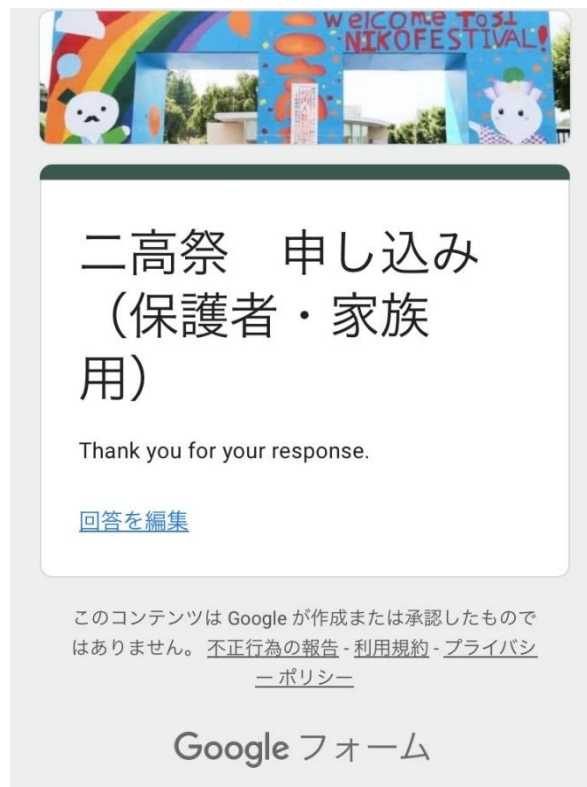 Welcome To 31
NIKOFESTIVAL!
二高祭　申し込み
（保護者・家族
用）
Thank you for your response.
回答を編集
このコンテンツは Google が作成または承認したもので
はありません。 不正行為の報告 - 利用規約 - プライバシ
ー ポリシー
Google フォーム